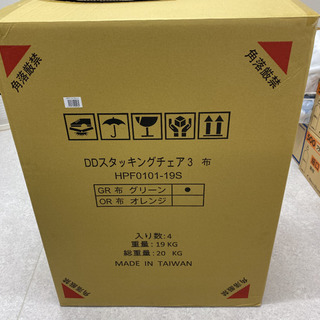 角落厳禁
角落厳禁
DDスタッキングチェア3 布
HPF0101-19S
GR 布 グリーン ●
OR 布 オレンジ
入り数:4
重量:19 KG
総重量:20 KG
MADE IN TAIWAN
角落厳禁
角落厳禁